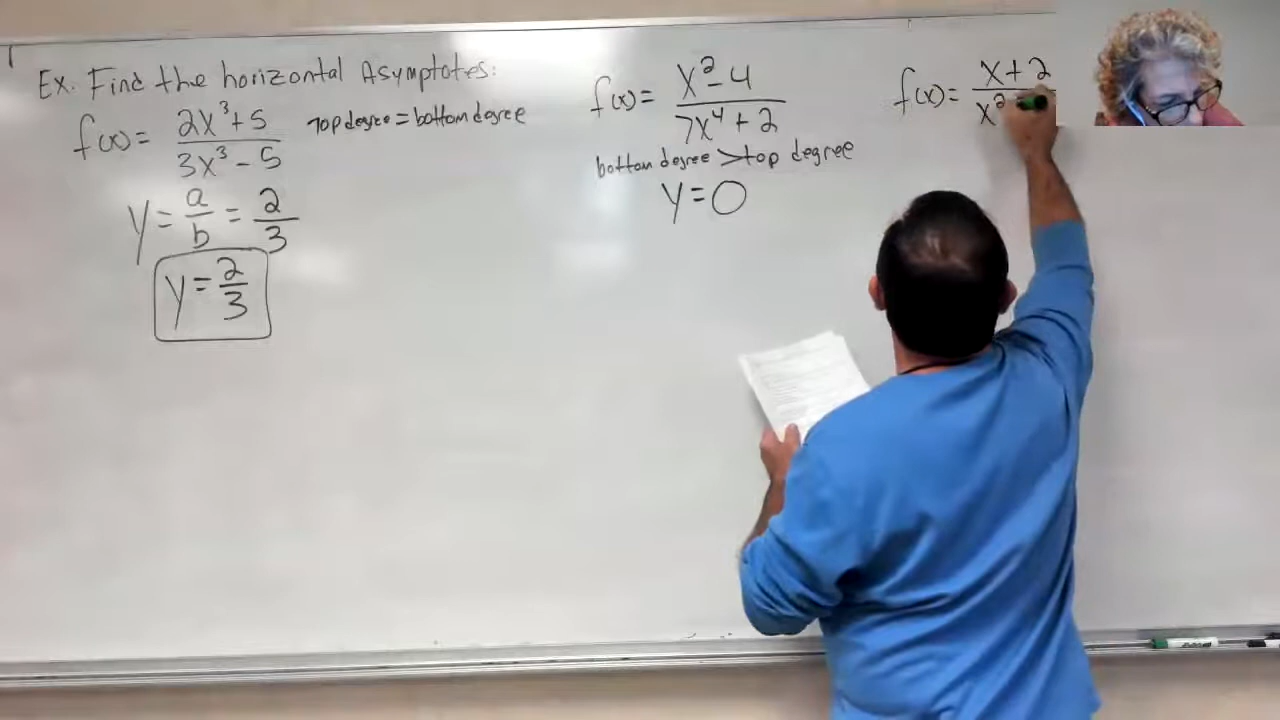 Ex. Find the horizontal Asymptotes:
f(x) = 2x³+5 / 3x³ - 5
Top degree = bottom degree
y = a/b = 2/3
y = 2/3
f(x) = x² - 4 / 7x⁴ + 2
bottom degree > top degree
y = 0
f(x) = x + 2 / x²